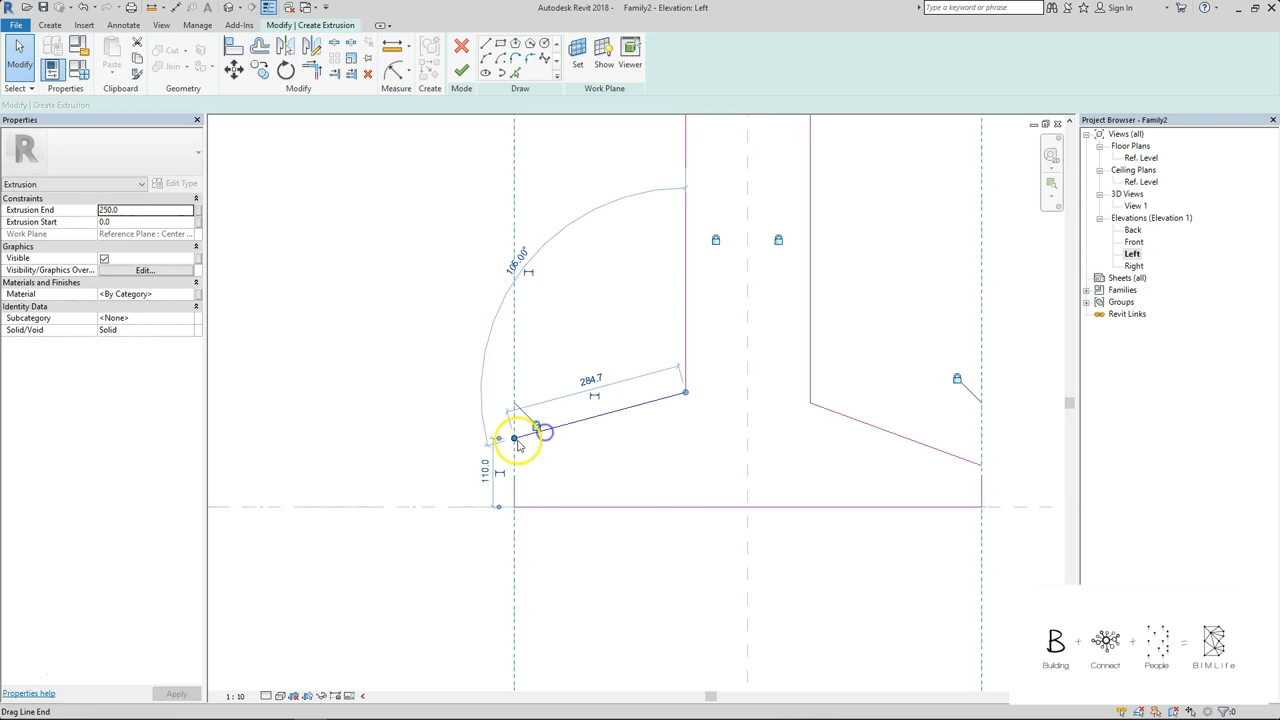 Autodesk Revit 2018 - Family2 - Elevation: Left
Type a keyword or phrase
Sign In
File Create Insert Annotate View Manage Add-Ins Modify | Create Extrusion
Modify
Paste
Cut
Join
Measure
Create
Set
Show
Viewer
Select Properties Clipboard Geometry Modify Measure Create Mode Draw Work Plane
Modify | Create Extrusion
Properties
R
Extrusion
Edit Type
Constraints
Extrusion End 250.0
Extrusion Start 0.0
Work Plane Reference Plane : Center ...
Graphics
Visible
Visibility/Graphics Over... Edit...
Materials and Finishes
Material <By Category>
Identity Data
Subcategory <None>
Solid/Void Solid
Properties help
Apply
284.7
110.0
Project Browser - Family2
Views (all)
Floor Plans
Ref. Level
Ceiling Plans
Ref. Level
3D Views
View 1
Elevations (Elevation 1)
Back
Front
Left
Right
Sheets (all)
Families
Groups
Revit Links
B + + =
Building Connect People BIMLife
1 : 10
Drag Line End
:0